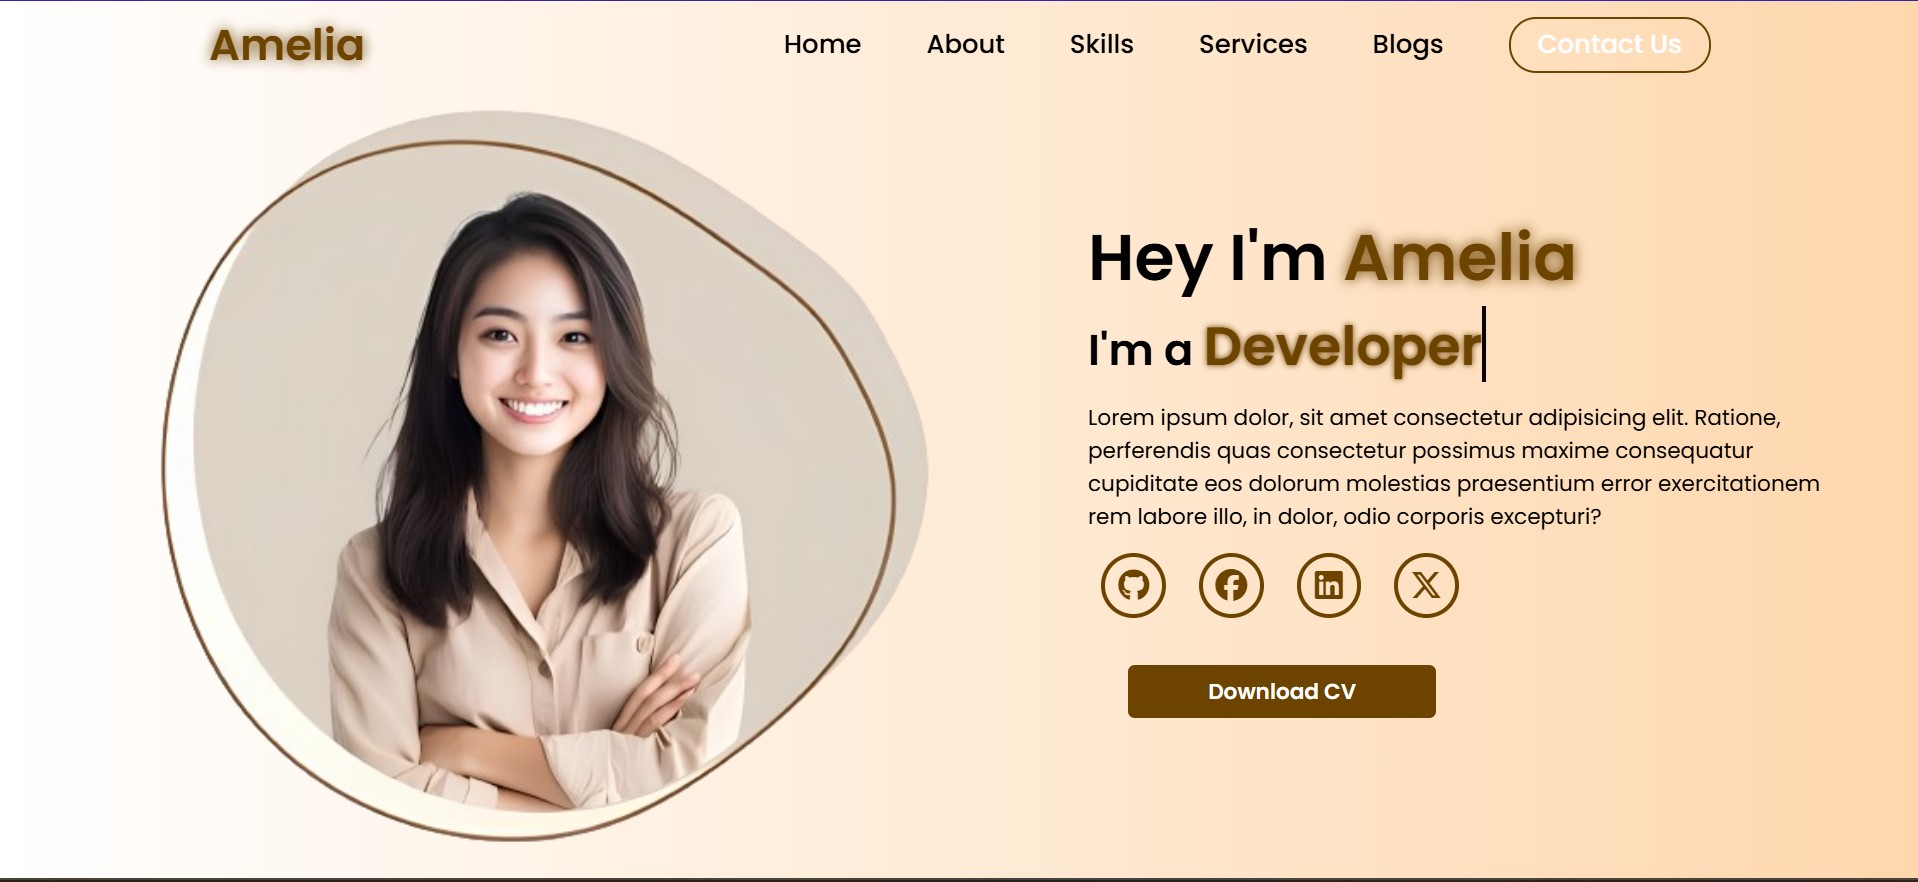 Amelia
Home About Skills Services Blogs Contact Us
Hey I'm Amelia
I'm a Developer
Lorem ipsum dolor, sit amet consectetur adipisicing elit. Ratione,
perferendis quas consectetur possimus maxime consequatur
cupiditate eos dolorum molestias praesentium error exercitationem
rem labore illo, in dolor, odio corporis excepturi?
Download CV